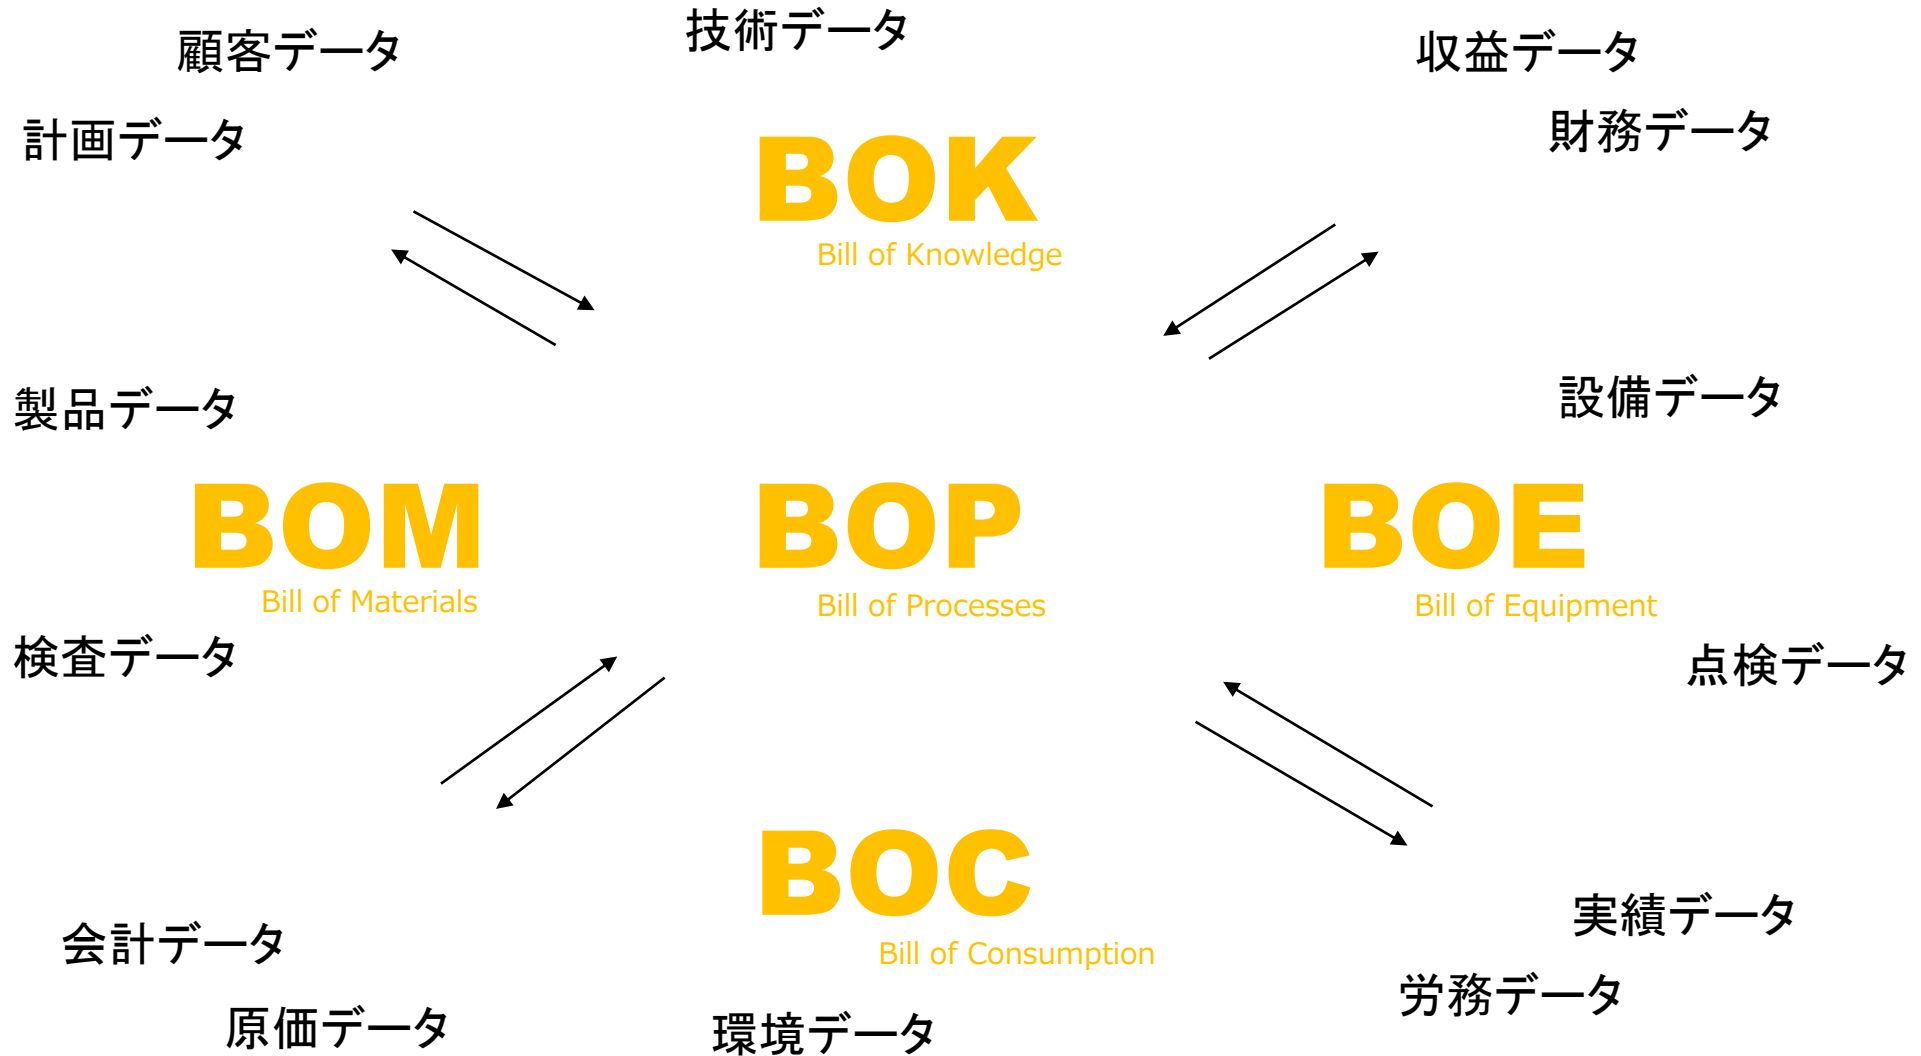 技術データ
顧客データ
収益データ
計画データ
財務データ
BOK
Bill of Knowledge
製品データ
設備データ
BOM
Bill of Materials
BOP
Bill of Processes
BOE
Bill of Equipment
検査データ
点検データ
BOC
Bill of Consumption
会計データ
実績データ
原価データ
環境データ
労務データ